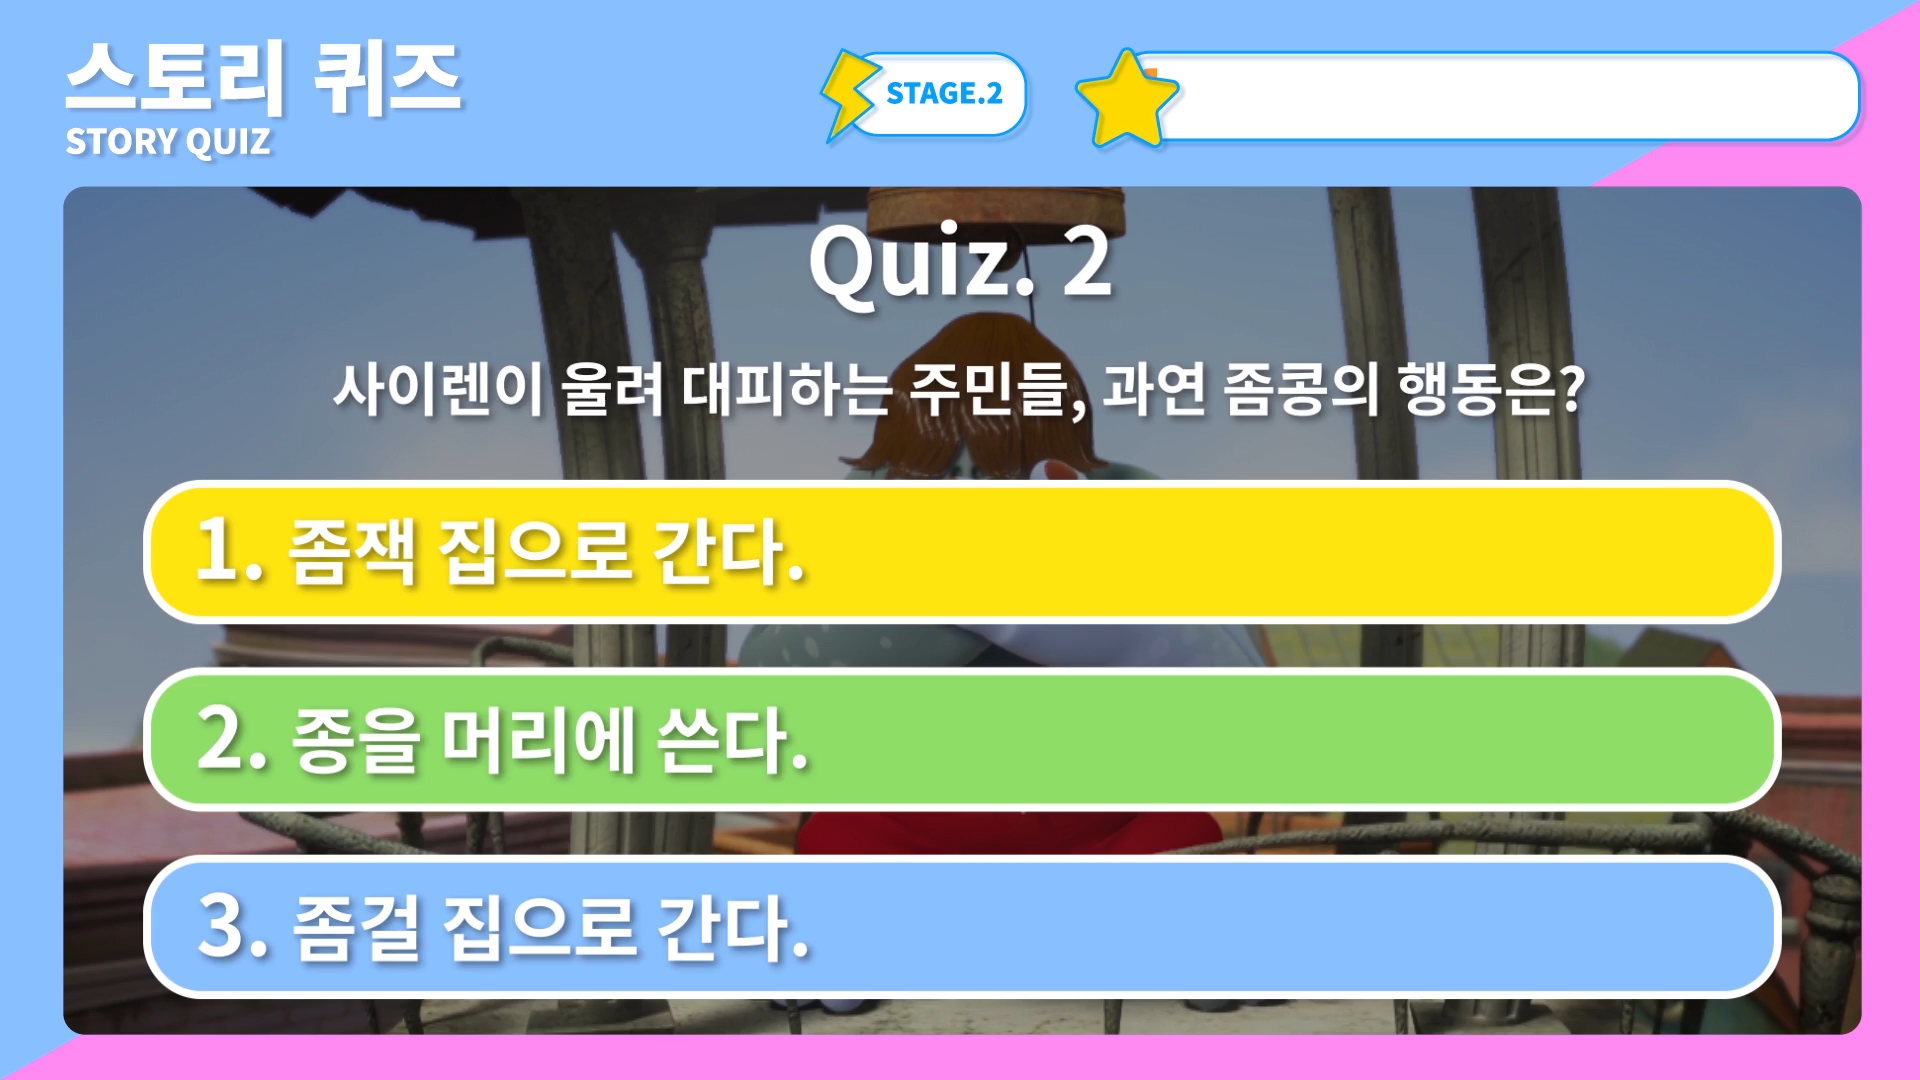 스토리 퀴즈
STORY QUIZ
STAGE.2
Quiz. 2
사이렌이 울려 대피하는 주민들, 과연 좀콩의 행동은?
1. 좀잭 집으로 간다.
2. 종을 머리에 쓴다.
3. 좀걸 집으로 간다.